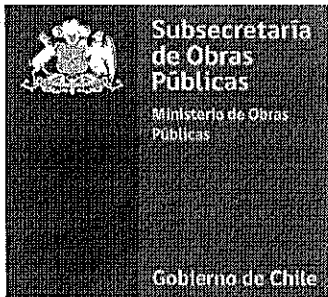 Subsecretaría
de Obras
Públicas
Ministerio de Obras
Públicas
Gobierno de Chile